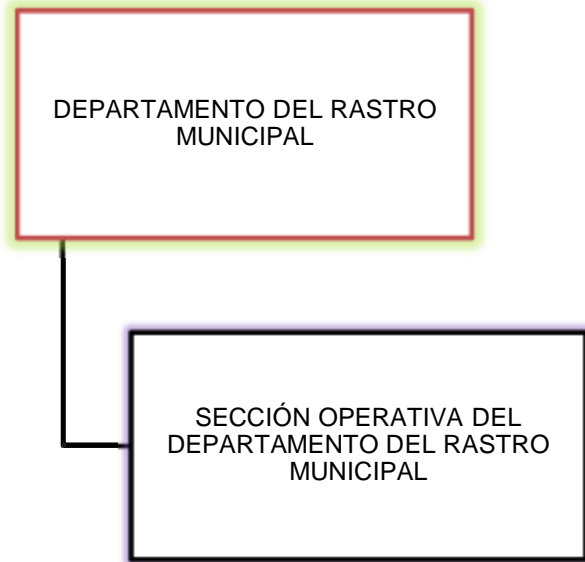 DEPARTAMENTO DEL RASTRO
MUNICIPAL
SECCIÓN OPERATIVA DEL
DEPARTAMENTO DEL RASTRO
MUNICIPAL